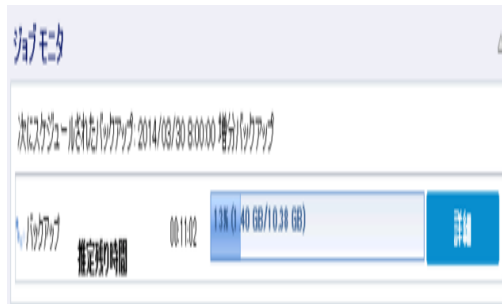 ジョブ モニタ
次にスケジュールされたバックアップ: 2014/03/30 8:00:00 増分バックアップ
バックアップ
推定残り時間
00:11:02
13% (1.40 GB/10.38 GB)
詳細